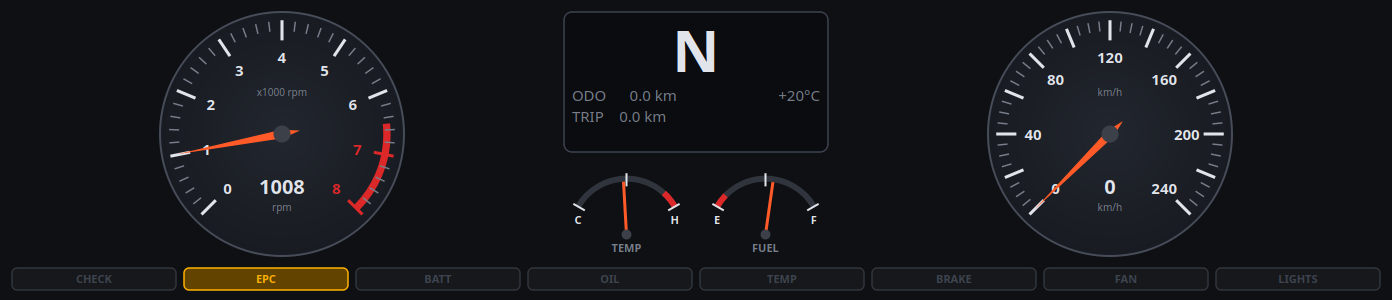 0
1
2
3
4
5
6
7
8
x1000 rpm
1008
rpm
N
ODO 0.0 km +20°C
TRIP 0.0 km
C H
TEMP
E F
FUEL
0
40
80
120
160
200
240
km/h
0
km/h
CHECK EPC BATT OIL TEMP BRAKE FAN LIGHTS